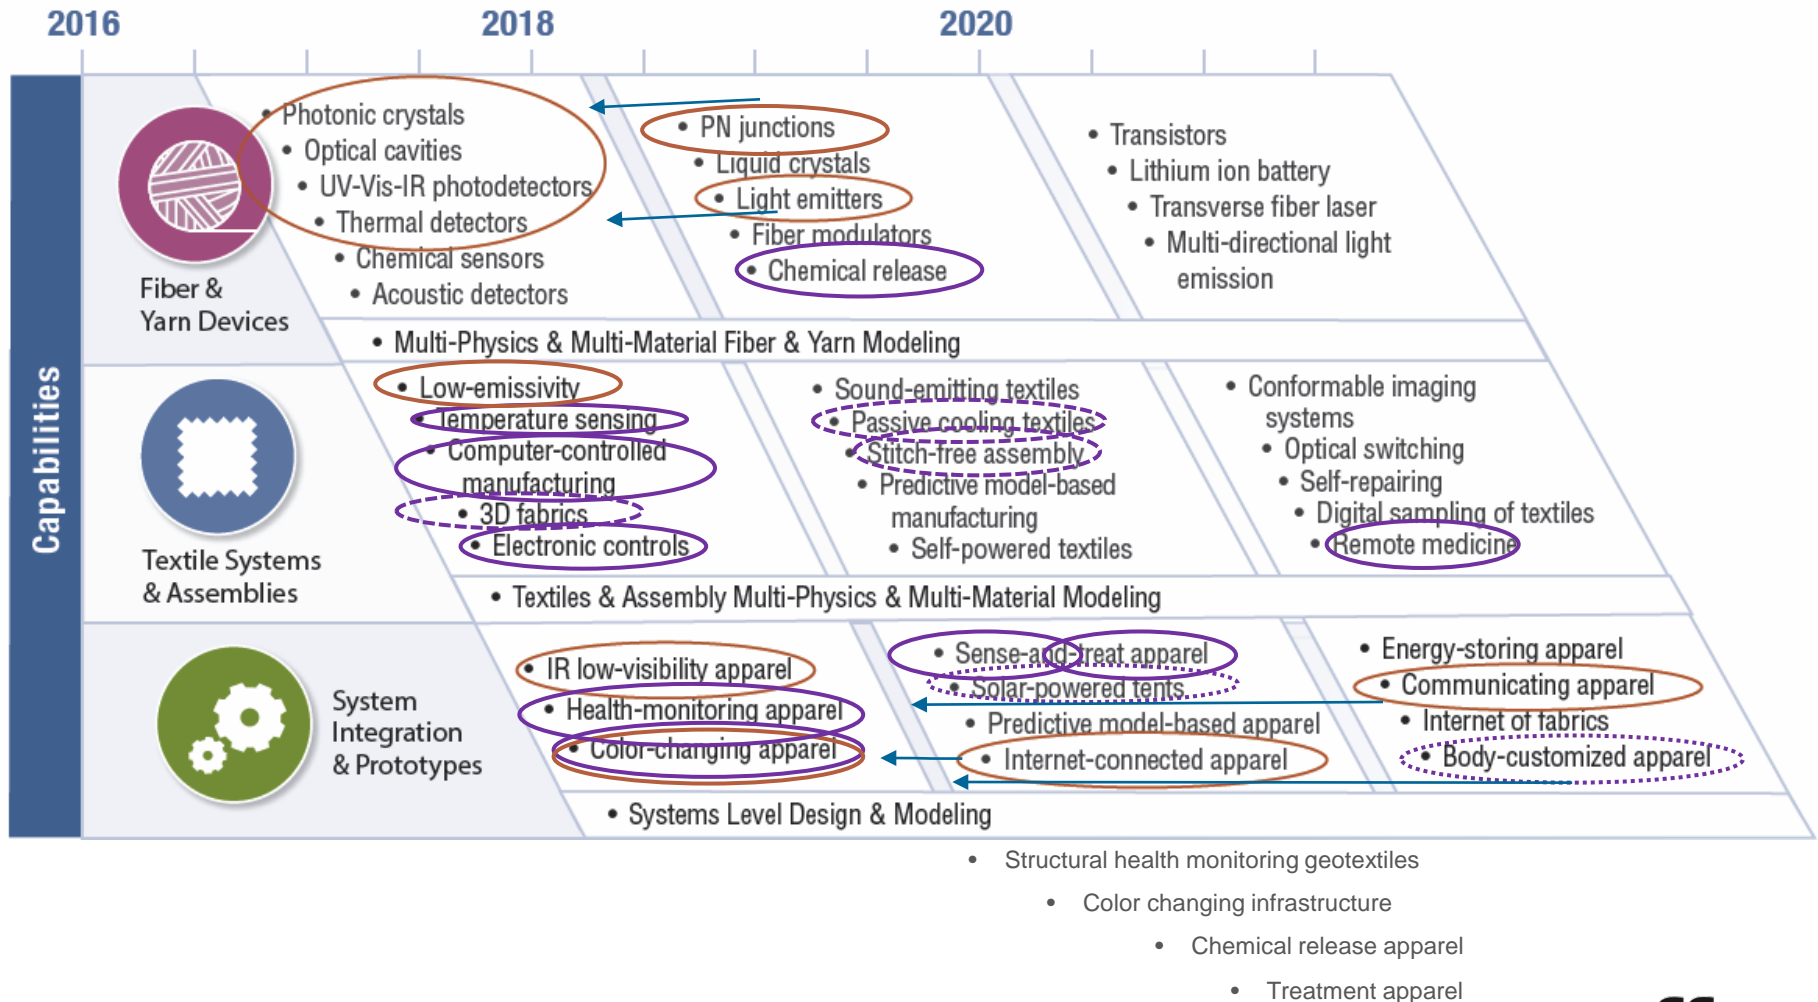 2016 2018 2020
Capabilities
Fiber &
Yarn Devices
• Photonic crystals
• Optical cavities
• UV-Vis-IR photodetectors
• Thermal detectors
• Chemical sensors
• Acoustic detectors
• PN junctions
• Liquid crystals
• Light emitters
• Fiber modulators
• Chemical release
• Transistors
• Lithium ion battery
• Transverse fiber laser
• Multi-directional light
emission
• Multi-Physics & Multi-Material Fiber & Yarn Modeling
Textile Systems
& Assemblies
• Low-emissivity
• Temperature sensing
• Computer-controlled
manufacturing
• 3D fabrics
• Electronic controls
• Sound-emitting textiles
• Passive cooling textiles
• Stitch-free assembly
• Predictive model-based
manufacturing
• Self-powered textiles
• Conformable imaging
systems
• Optical switching
• Self-repairing
• Digital sampling of textiles
• Remote medicine
• Textiles & Assembly Multi-Physics & Multi-Material Modeling
System
Integration
& Prototypes
• IR low-visibility apparel
• Health-monitoring apparel
• Color-changing apparel
• Sense-and-treat apparel
• Solar-powered tents
• Predictive model-based apparel
• Internet-connected apparel
• Energy-storing apparel
• Communicating apparel
• Internet of fabrics
• Body-customized apparel
• Systems Level Design & Modeling
• Structural health monitoring geotextiles
• Color changing infrastructure
• Chemical release apparel
• Treatment apparel